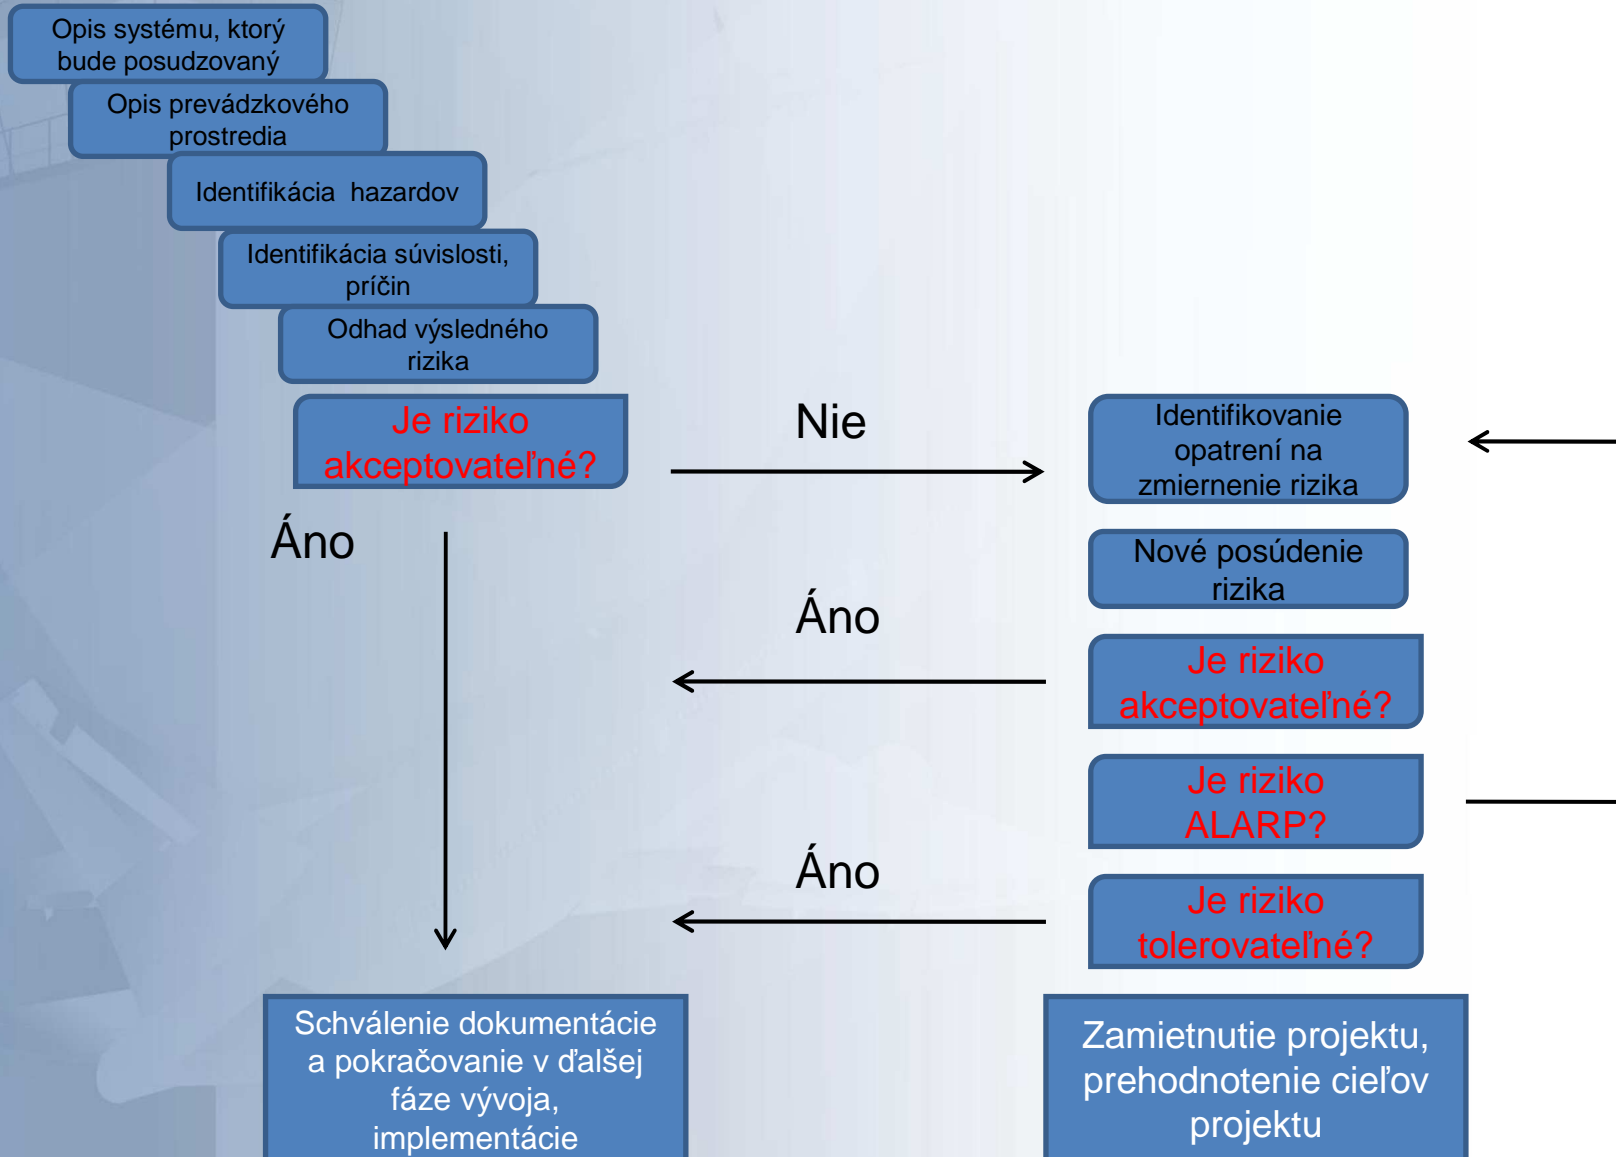 Opis systému, ktorý
bude posudzovaný
Opis prevádzkového
prostredia
Identifikácia hazardov
Identifikácia súvislosti,
príčin
Odhad výsledného
rizika
Je riziko
akceptovateľné?
Nie
Áno
Identifikovanie
opatrení na
zmiernenie rizika
Nové posúdenie
rizika
Áno
Je riziko
akceptovateľné?
Je riziko
ALARP?
Áno
Je riziko
tolerovateľné?
Schválenie dokumentácie
a pokračovanie v ďalšej
fáze vývoja,
implementácie
Zamietnutie projektu,
prehodnotenie cieľov
projektu